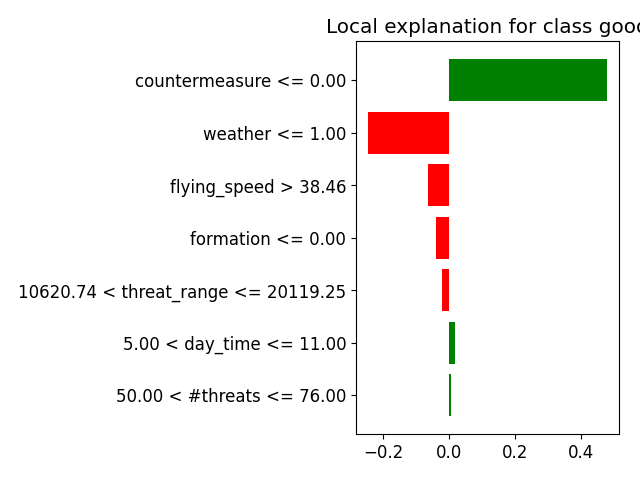 Local explanation for class good
countermeasure <= 0.00
weather <= 1.00
flying_speed > 38.46
formation <= 0.00
10620.74 < threat_range <= 20119.25
5.00 < day_time <= 11.00
50.00 < #threats <= 76.00
−0.2 0.0 0.2 0.4